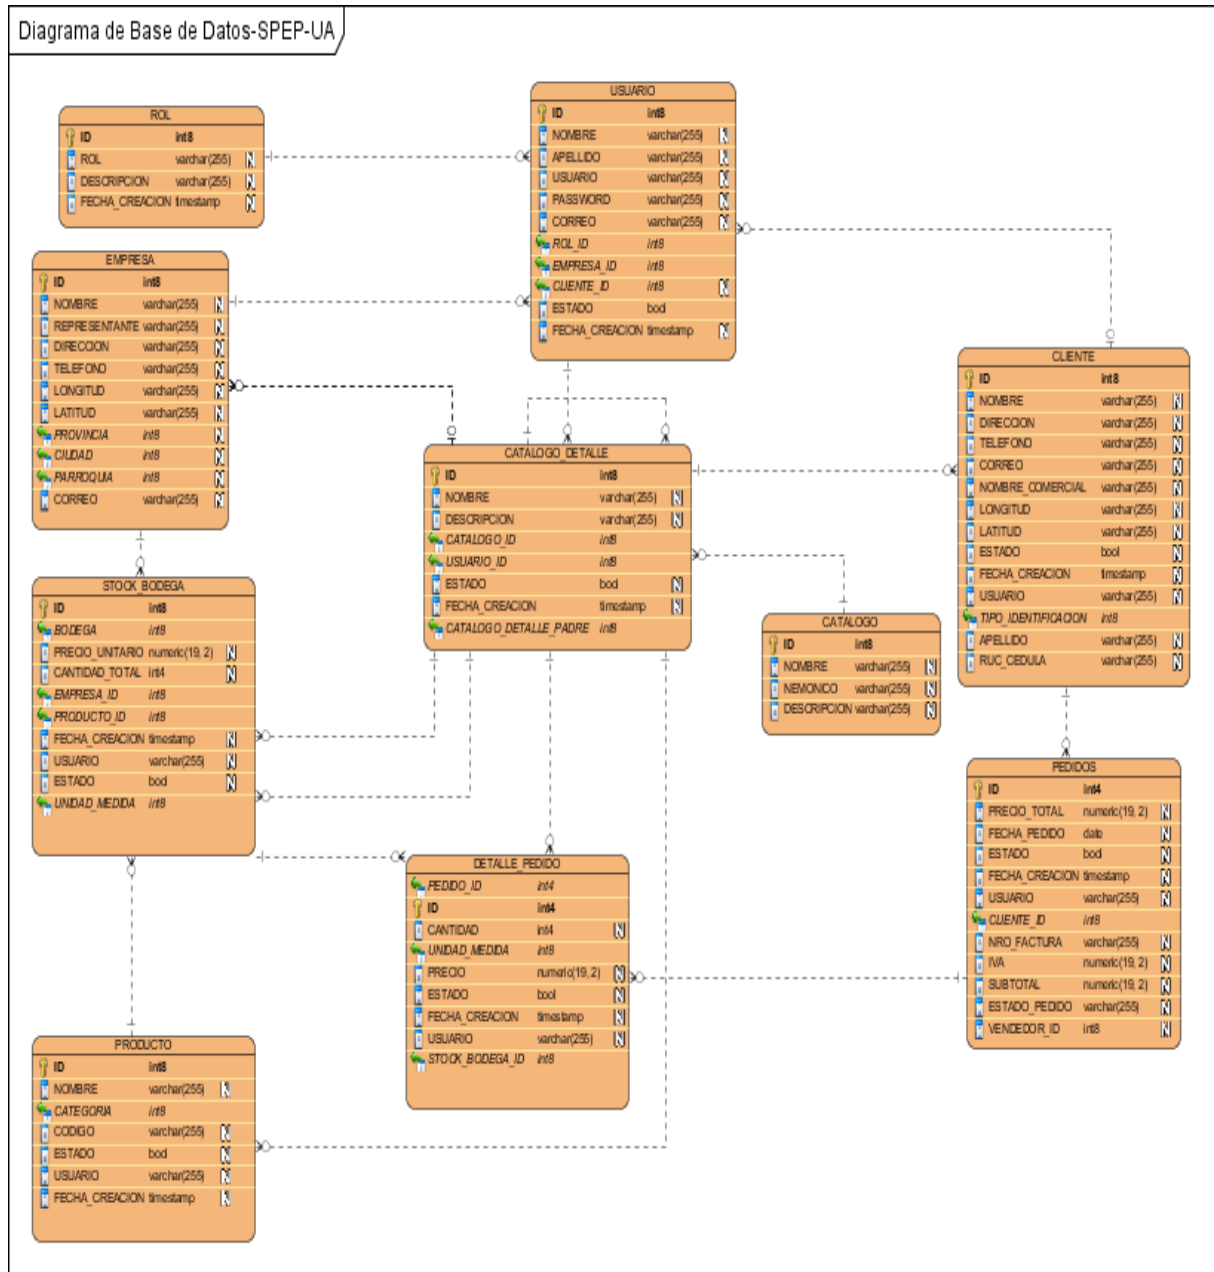 Diagrama de Base de Datos-SPEP-UA
ROL
ID int8
ROL varchar(255) N
DESCRIPCION varchar(255) N
FECHA_CREACION timestamp N
USUARIO
ID int8
NOMBRE varchar(255) N
APELLIDO varchar(255) N
USUARIO varchar(255) N
PASSWORD varchar(255) N
CORREO varchar(255) N
ROL_ID int8
EMPRESA_ID int8
CLIENTE_ID int8 N
ESTADO bool
FECHA_CREACION timestamp N
EMPRESA
ID int8
NOMBRE varchar(255) N
REPRESENTANTE varchar(255) N
DIRECCION varchar(255) N
TELEFONO varchar(255) N
LONGITUD varchar(255) N
LATITUD varchar(255) N
PROVINCIA int8 N
CIUDAD int8 N
PARROQUIA int8 N
CORREO varchar(255) N
CLIENTE
ID int8
NOMBRE varchar(255) N
DIRECCION varchar(255) N
TELEFONO varchar(255) N
CORREO varchar(255) N
NOMBRE_COMERCIAL varchar(255) N
LONGITUD varchar(255) N
LATITUD varchar(255) N
ESTADO bool N
FECHA_CREACION timestamp N
USUARIO varchar(255) N
TIPO_IDENTIFICACION int8
APELLIDO varchar(255) N
RUC_CEDULA varchar(255) N
CATALOGO_DETALLE
ID int8
NOMBRE varchar(255) N
DESCRIPCION varchar(255) N
CATALOGO_ID int8
USUARIO_ID int8
ESTADO bool N
FECHA_CREACION timestamp N
CATALOGO_DETALLE_PADRE int8
STOCK_BODEGA
ID int8
BODEGA int8
PRECIO_UNITARIO numeric(19, 2) N
CANTIDAD_TOTAL int4 N
EMPRESA_ID int8
PRODUCTO_ID int8
FECHA_CREACION timestamp N
USUARIO varchar(255) N
ESTADO bool N
UNIDAD_MEDIDA int8
CATALOGO
ID int8
NOMBRE varchar(255) N
NEMONICO varchar(255) N
DESCRIPCION varchar(255) N
PEDIDOS
ID int4
PRECIO_TOTAL numeric(19, 2) N
FECHA_PEDIDO date N
ESTADO bool N
FECHA_CREACION timestamp N
USUARIO varchar(255) N
CLIENTE_ID int8
NRO_FACTURA varchar(255) N
IVA numeric(19, 2) N
SUBTOTAL numeric(19, 2) N
ESTADO_PEDIDO varchar(255) N
VENDEDOR_ID int8 N
DETALLE_PEDIDO
PEDIDO_ID int4
ID int4
CANTIDAD int4 N
UNIDAD_MEDIDA int8
PRECIO numeric(19, 2) N
ESTADO bool N
FECHA_CREACION timestamp N
USUARIO varchar(255) N
STOCK_BODEGA_ID int8
PRODUCTO
ID int8
NOMBRE varchar(255) N
CATEGORIA int8
CODIGO varchar(255) N
ESTADO bool N
USUARIO varchar(255) N
FECHA_CREACION timestamp N